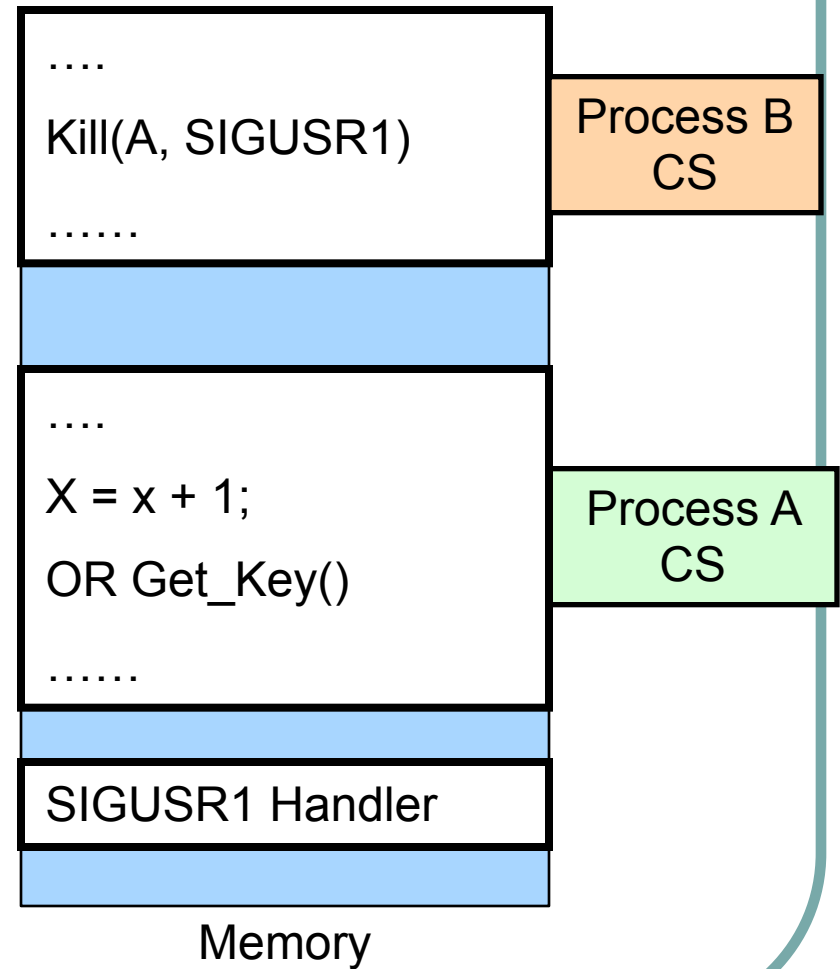 ….
Kill(A, SIGUSR1)
……
Process B
CS
….
X = x + 1;
OR Get_Key()
……
Process A
CS
SIGUSR1 Handler
Memory